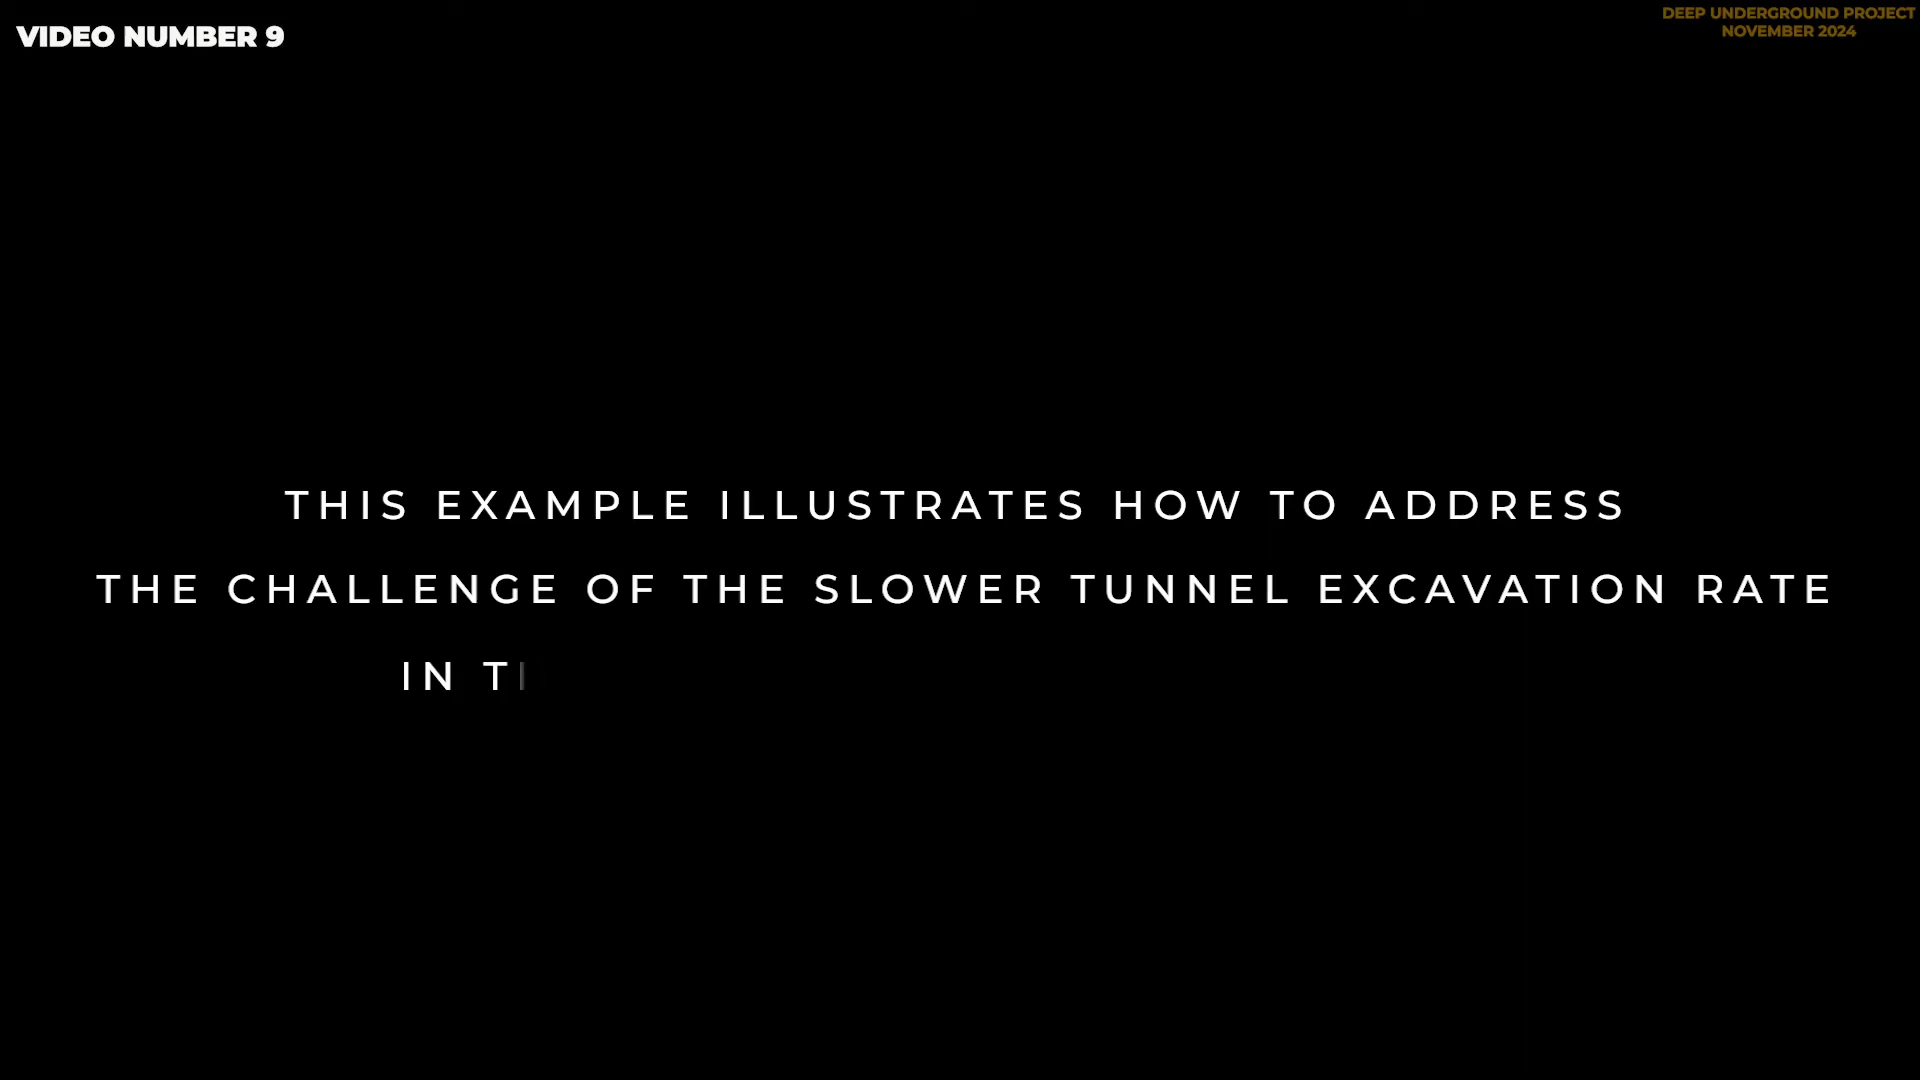 VIDEO NUMBER 9
DEEP UNDERGROUND PROJECT
NOVEMBER 2024
THIS EXAMPLE ILLUSTRATES HOW TO ADDRESS
THE CHALLENGE OF THE SLOWER TUNNEL EXCAVATION RATE
IN